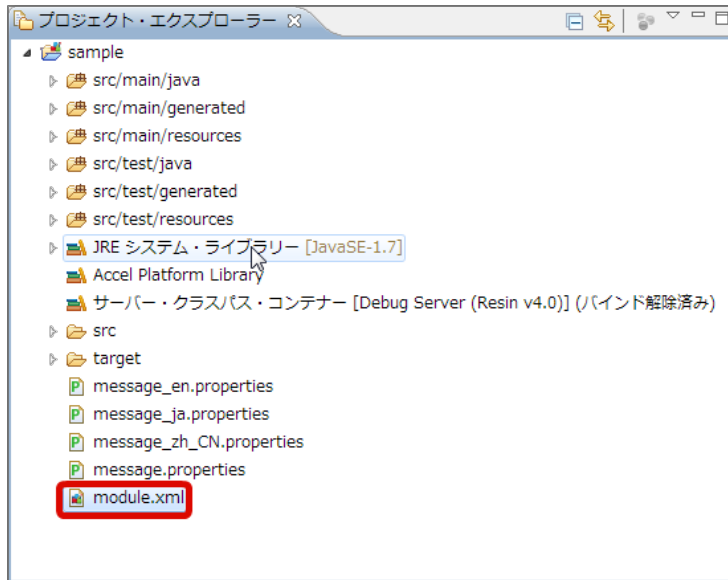 プロジェクト・エクスプローラー
sample
src/main/java
src/main/generated
src/main/resources
src/test/java
src/test/generated
src/test/resources
JRE システム・ライブラリー [JavaSE-1.7]
Accel Platform Library
サーバー・クラスパス・コンテナー [Debug Server (Resin v4.0)] (バインド解除済み)
src
target
message_en.properties
message_ja.properties
message_zh_CN.properties
message.properties
module.xml